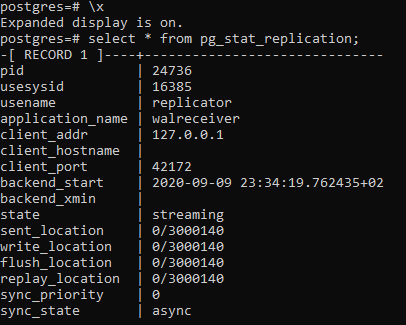 postgres=# \x
Expanded display is on.
postgres=# select * from pg_stat_replication;
-[ RECORD 1 ]----+------------------------------
pid              | 24736
usesysid         | 16385
usename          | replicator
application_name | walreceiver
client_addr      | 127.0.0.1
client_hostname  |
client_port      | 42172
backend_start    | 2020-09-09 23:34:19.762435+02
backend_xmin     |
state            | streaming
sent_location    | 0/3000140
write_location   | 0/3000140
flush_location   | 0/3000140
replay_location  | 0/3000140
sync_priority    | 0
sync_state       | async